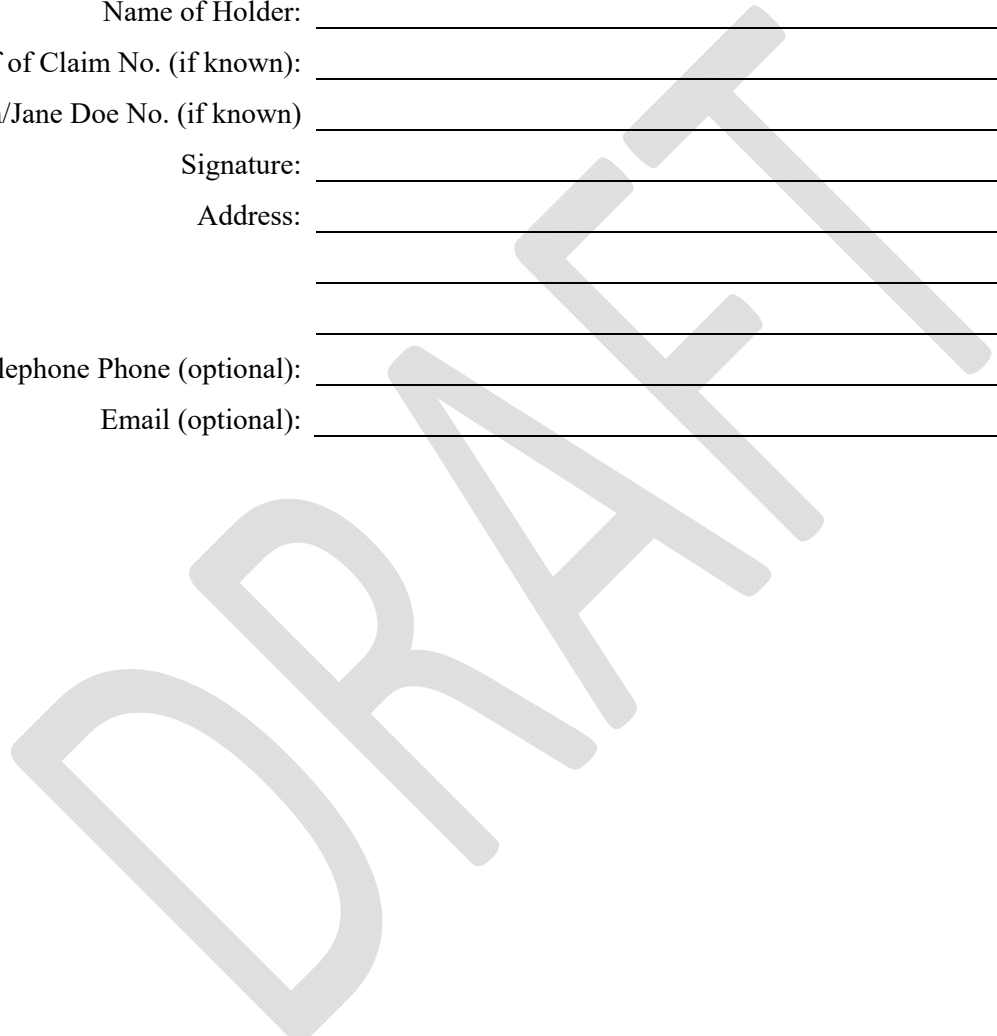 Name of Holder:
of Claim No. (if known):
/Jane Doe No. (if known)
Signature:
Address:
lephone Phone (optional):
Email (optional):
DRAFT